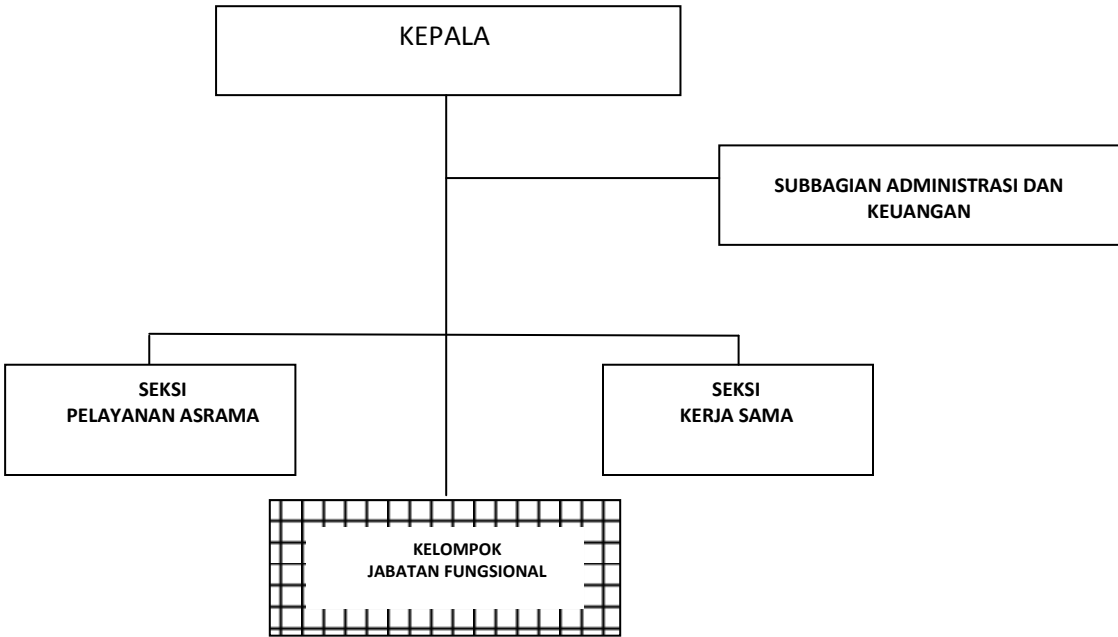 KEPALA
SUBBAGIAN ADMINISTRASI DAN
KEUANGAN
SEKSI
PELAYANAN ASRAMA
SEKSI
KERJA SAMA
KELOMPOK
JABATAN FUNGSIONAL